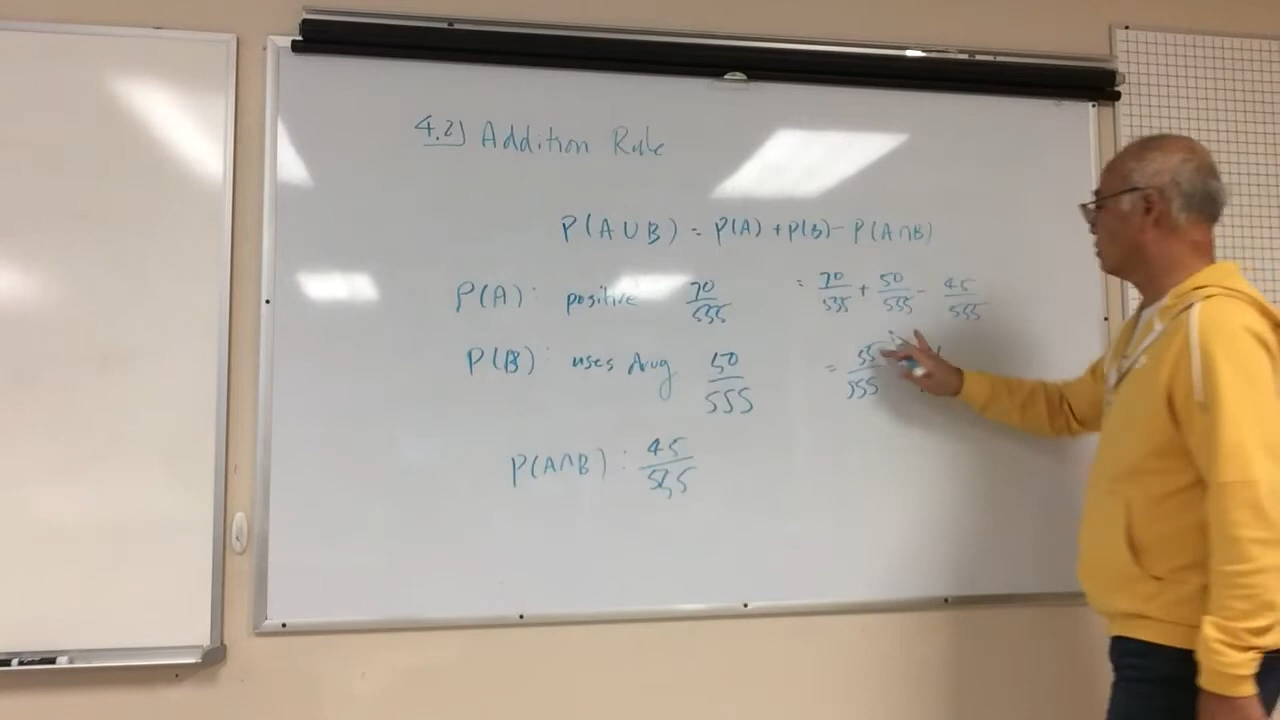 4.2) Addition Rule
P(A ∪ B) = P(A) + P(B) - P(A∩B)
P(A): positive 70/555 = 70/555 + 50/555 - 45/555
P(B): uses drug 50/555 =
P(A∩B): 45/555